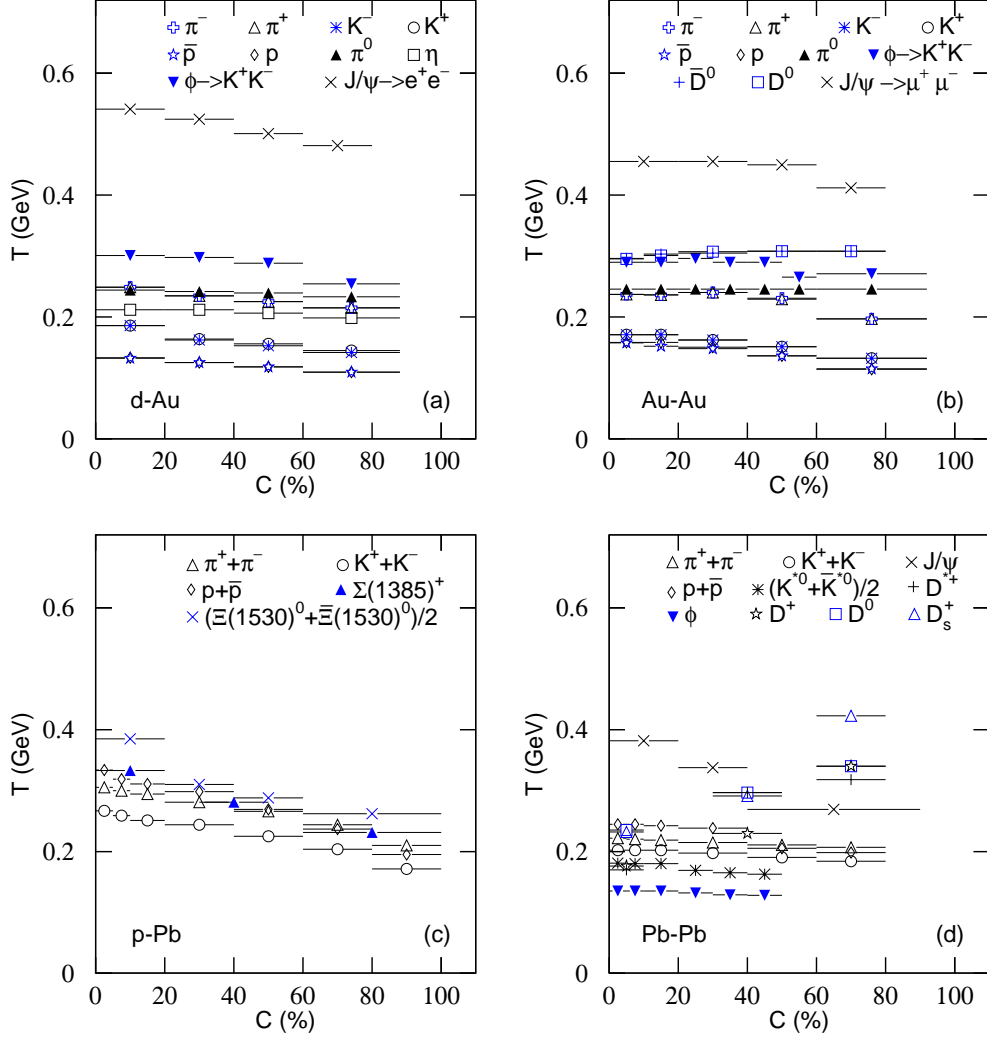 π⁻ π⁺ K⁻ K⁺
p̅ p π⁰ η
ϕ−>K⁺K⁻ J/ψ−>e⁺e⁻
0.6
0.4
0.2
0
T (GeV)
d-Au (a)
0 20 40 60 80 100
C (%)
π⁻ π⁺ K⁻ K⁺
p̅ p π⁰ ϕ−>K⁺K⁻
D̅⁰ D⁰ J/ψ −>μ⁺ μ⁻
0.6
0.4
0.2
0
T (GeV)
Au-Au (b)
0 20 40 60 80 100
C (%)
π⁺+π⁻ K⁺+K⁻
p+p̅ Σ(1385)⁺
(Ξ(1530)⁰+Ξ̅(1530)⁰)/2
0.6
0.4
0.2
0
T (GeV)
p-Pb (c)
0 20 40 60 80 100
C (%)
π⁺+π⁻ K⁺+K⁻ J/ψ
p+p̅ (K*⁰+K̅*⁰)/2 D*⁺
ϕ D⁺ D⁰ Dₛ⁺
0.6
0.4
0.2
0
T (GeV)
Pb-Pb (d)
0 20 40 60 80 100
C (%)